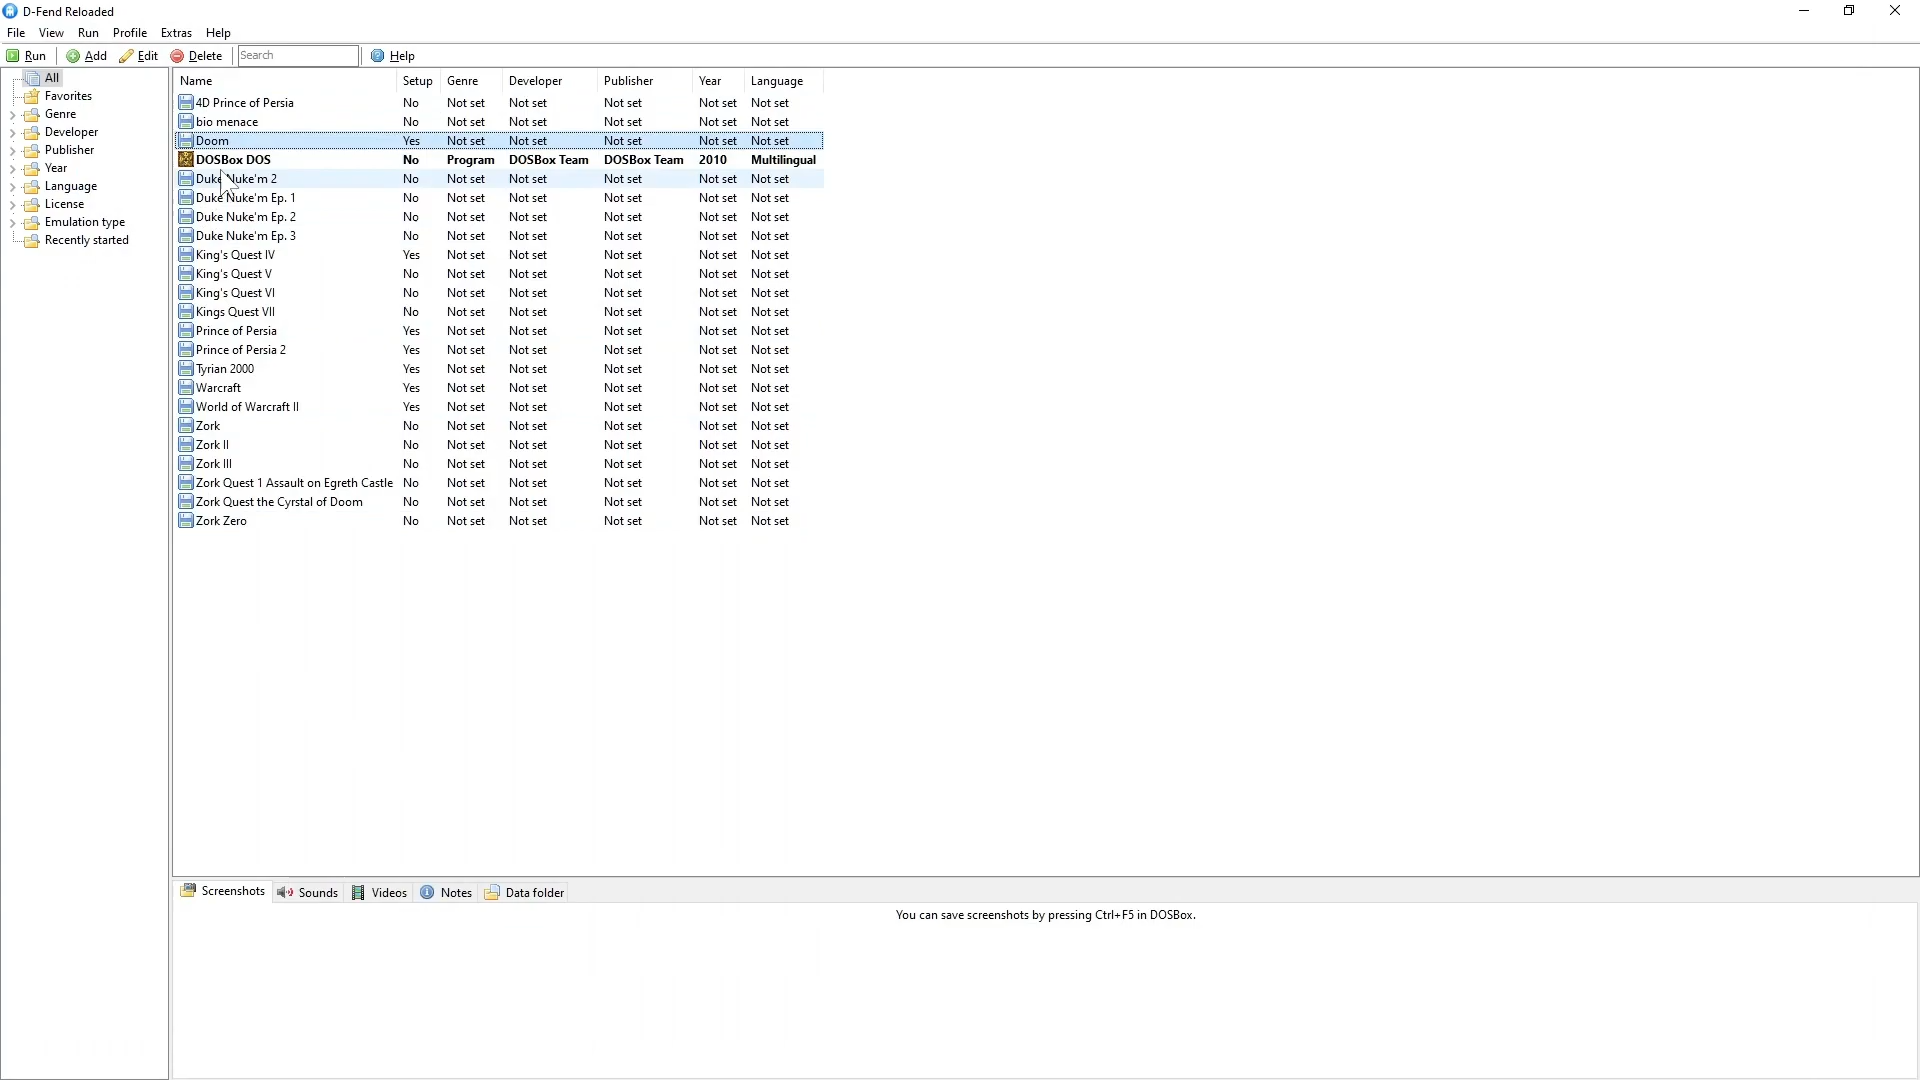 D-Fend Reloaded
File View Run Profile Extras Help
Run Add Edit Delete Search Help
All
Favorites
Genre
Developer
Publisher
Year
Language
License
Emulation type
Recently started
Name Setup Genre Developer Publisher Year Language
4D Prince of Persia No Not set Not set Not set Not set Not set
bio menace No Not set Not set Not set Not set Not set
Doom Yes Not set Not set Not set Not set Not set
DOSBox DOS No Program DOSBox Team DOSBox Team 2010 Multilingual
Duke Nuke'm 2 No Not set Not set Not set Not set Not set
Duke Nuke'm Ep. 1 No Not set Not set Not set Not set Not set
Duke Nuke'm Ep. 2 No Not set Not set Not set Not set Not set
Duke Nuke'm Ep. 3 No Not set Not set Not set Not set Not set
King's Quest IV Yes Not set Not set Not set Not set Not set
King's Quest V No Not set Not set Not set Not set Not set
King's Quest VI No Not set Not set Not set Not set Not set
Kings Quest VII No Not set Not set Not set Not set Not set
Prince of Persia Yes Not set Not set Not set Not set Not set
Prince of Persia 2 Yes Not set Not set Not set Not set Not set
Tyrian 2000 Yes Not set Not set Not set Not set Not set
Warcraft Yes Not set Not set Not set Not set Not set
World of Warcraft II Yes Not set Not set Not set Not set Not set
Zork No Not set Not set Not set Not set Not set
Zork II No Not set Not set Not set Not set Not set
Zork III No Not set Not set Not set Not set Not set
Zork Quest 1 Assault on Egreth Castle No Not set Not set Not set Not set Not set
Zork Quest the Cyrstal of Doom No Not set Not set Not set Not set Not set
Zork Zero No Not set Not set Not set Not set Not set
Screenshots Sounds Videos Notes Data folder
You can save screenshots by pressing Ctrl+F5 in DOSBox.